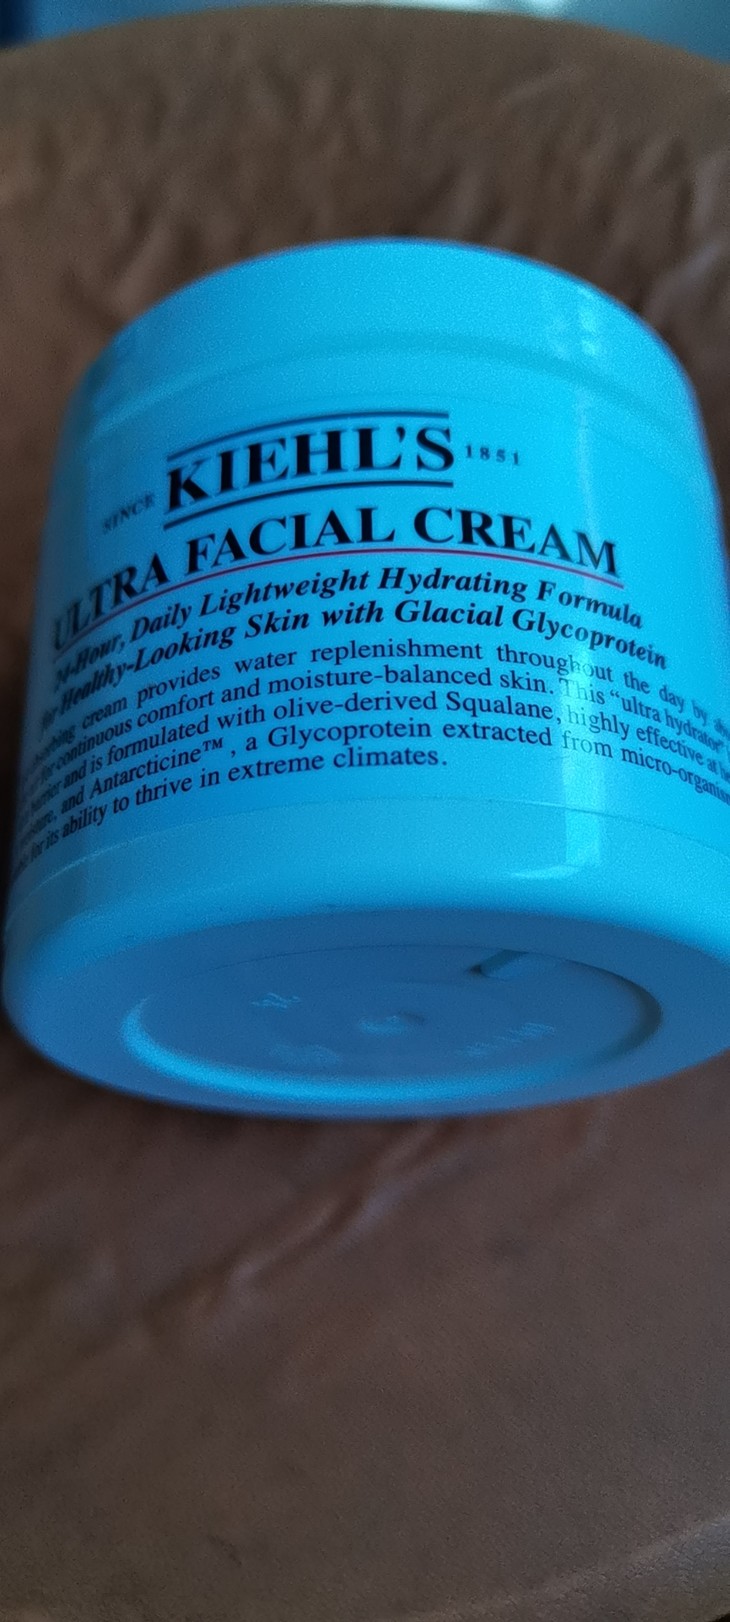 SINCE KIEHL'S 1851
ULTRA FACIAL CREAM
24-Hour, Daily Lightweight Hydrating Formula
for Healthy-Looking Skin with Glacial Glycoprotein
cream provides water replenishment throughout the day by
for continuous comfort and moisture-balanced skin. This "ultra hydrator"
and is formulated with olive-derived Squalane, highly effective at
and Antarcticine™, a Glycoprotein extracted from
for its ability to thrive in extreme climates.